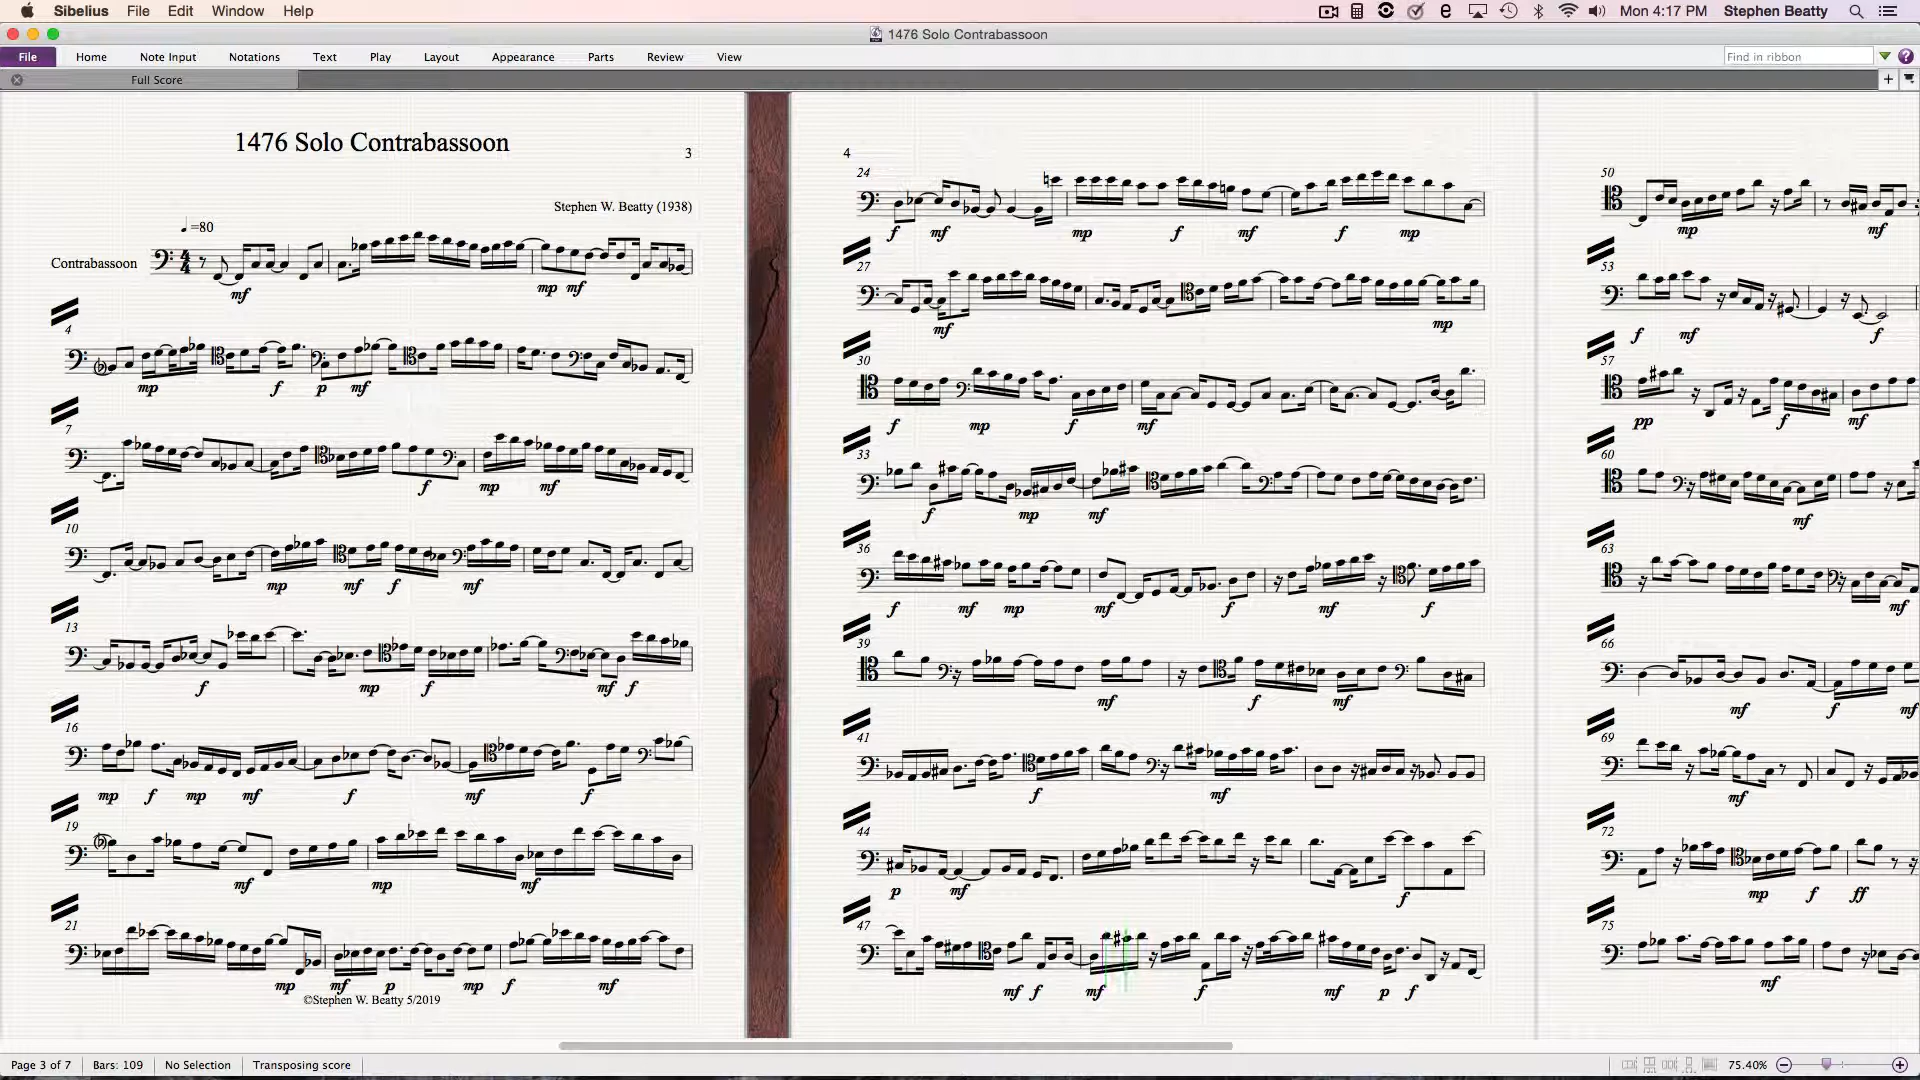 Sibelius File Edit Window Help Mon 4:17 PM Stephen Beatty
1476 Solo Contrabassoon
File Home Note Input Notations Text Play Layout Appearance Parts Review View Find in ribbon
Full Score
1476 Solo Contrabassoon
3
Stephen W. Beatty (1938)
=80
Contrabassoon
mf mp mf
4
mp f p mf
7
f mp mf
10
mp mf f mf
13
f mp f mf f
16
mp f mp mf f mf f
19
mf mp mf
21
mp mf p mp f mf
©Stephen W. Beatty 5/2019
4
24
f mf mp f mf f mp
27
mf mp
30
f mp f mf
33
f mp mf
36
f mf mp mf f mf f
39
mf f mf
41
f mf
44
p mf f
47
mf f mf f mf p f
50
mp mf
53
f mf f
57
pp f mf
60
mf
63
mf
66
mf f mf
69
mf
72
mp f ff
75
mf
Page 3 of 7 Bars: 109 No Selection Transposing score 75.40%